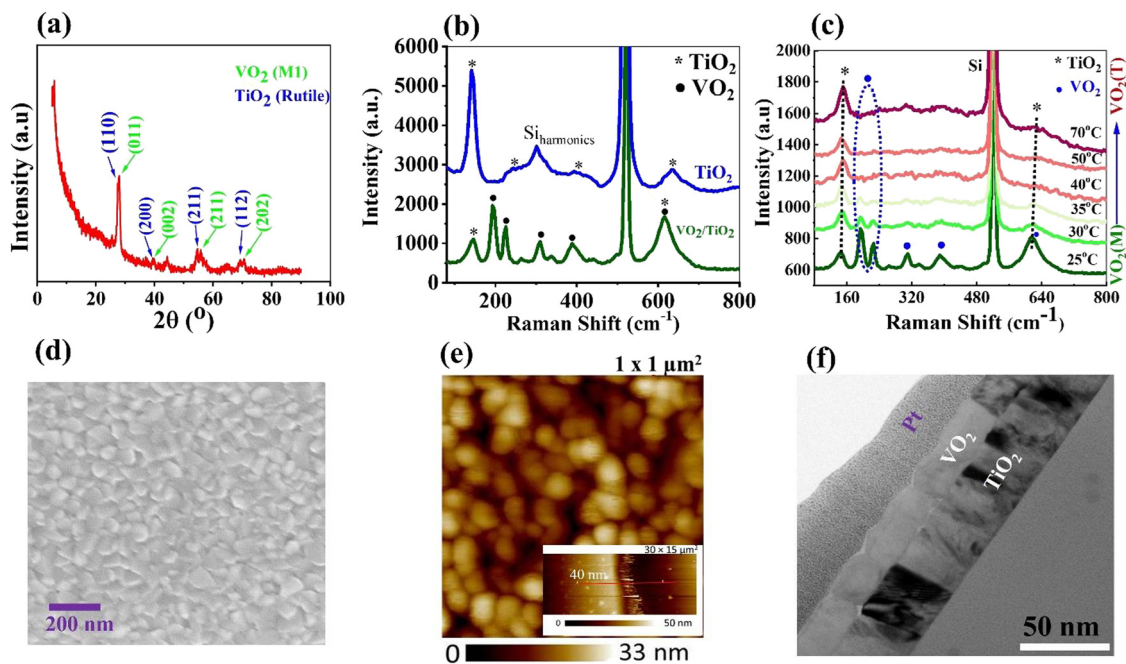 (a)
VO2 (M1)
TiO2 (Rutile)
(110)
(011)
(200)
(002)
(211)
(211)
(112)
(202)
Intensity (a.u)
0 20 40 60 80 100
2θ (o)
(b)
6000
5000
4000
3000
2000
1000
0
Intensity (a.u.)
* TiO2
● VO2
Siharmonics
TiO2
VO2/TiO2
200 400 600 800
Raman Shift (cm-1)
(c)
2000
1800
1600
1400
1200
1000
800
600
Intensity (a.u.)
Si
* TiO2
● VO2
70°C
50°C
40°C
35°C
30°C
25°C
VO2(M)
VO2(T)
160 320 480 640 800
Raman Shift (cm-1)
(d)
200 nm
(e)
1 x 1 µm2
30 × 15 µm2
40 nm
0 50 nm
0 33 nm
(f)
Pt
VO2
TiO2
50 nm